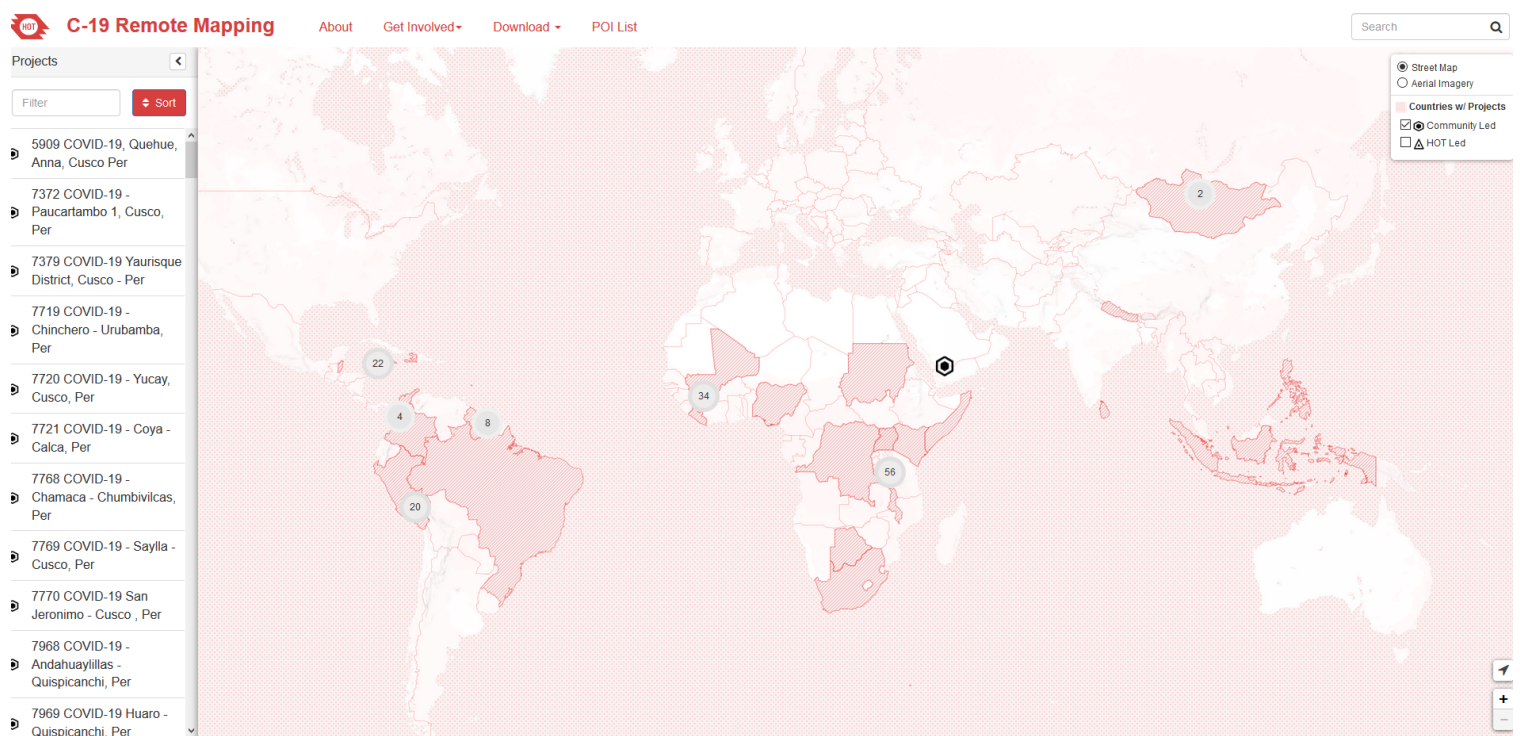 HOT
C-19 Remote Mapping
About
Get Involved
Download
POI List
Search
Projects
Filter
Sort
5909 COVID-19, Quehue,
Anna, Cusco Per
7372 COVID-19 -
Paucartambo 1, Cusco,
Per
7379 COVID-19 Yaurisque
District, Cusco - Per
7719 COVID-19 -
Chinchero - Urubamba,
Per
7720 COVID-19 - Yucay,
Cusco, Per
7721 COVID-19 - Coya -
Calca, Per
7768 COVID-19 -
Chamaca - Chumbivilcas,
Per
7769 COVID-19 - Saylla -
Cusco, Per
7770 COVID-19 San
Jeronimo - Cusco , Per
7968 COVID-19 -
Andahuaylillas -
Quispicanchi, Per
7969 COVID-19 Huaro -
Quispicanchi, Per
Street Map
Aerial Imagery
Countries w/ Projects
Community Led
HOT Led
2
22
34
4
8
56
20
+
−